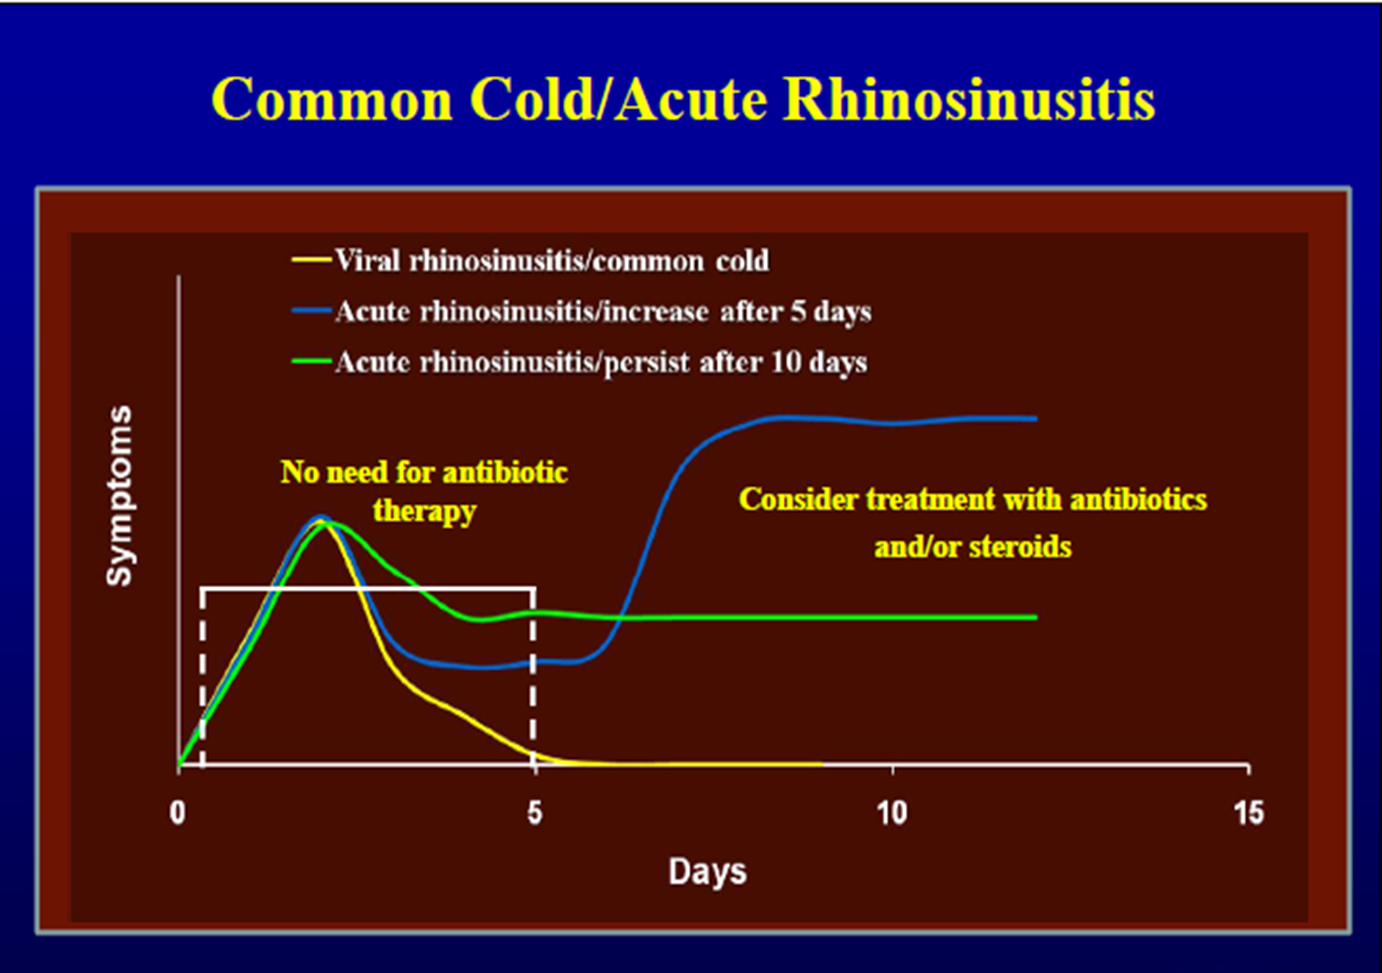 Common Cold/Acute Rhinosinusitis
Viral rhinosinusitis/common cold
Acute rhinosinusitis/increase after 5 days
Acute rhinosinusitis/persist after 10 days
Symptoms
No need for antibiotic
therapy
Consider treatment with antibiotics
and/or steroids
0 5 10 15
Days